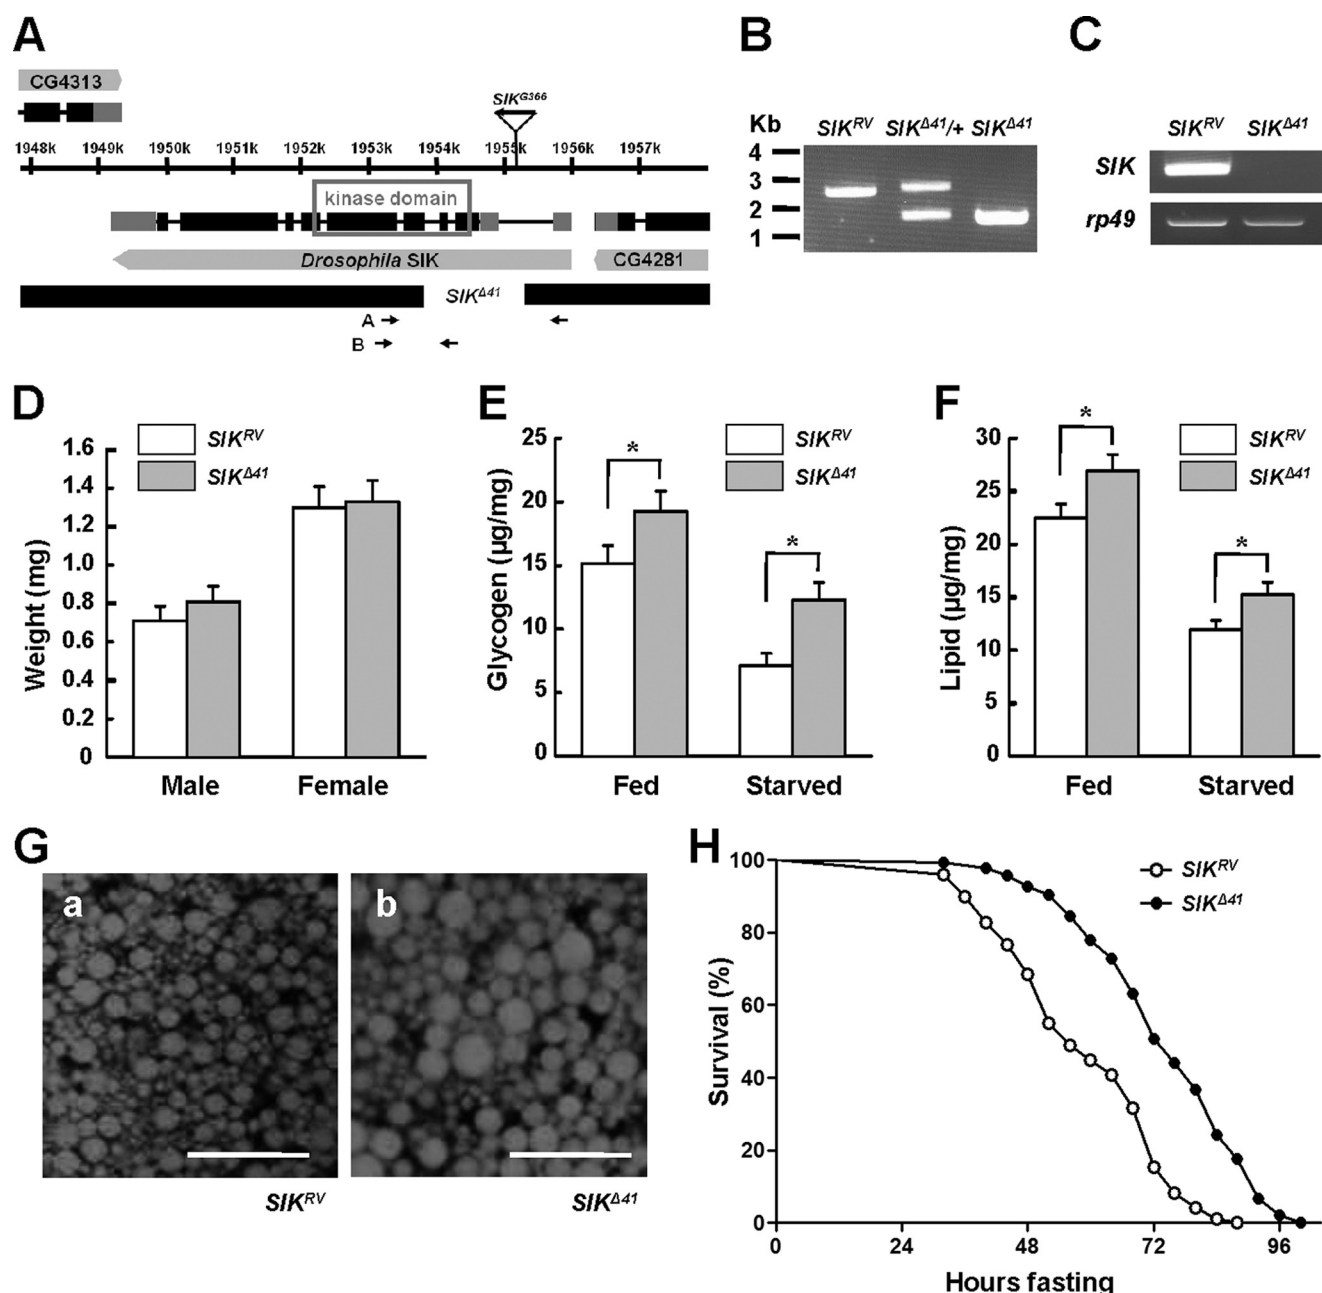 A
CG4313
SIK^G366
1948k 1949k 1950k 1951k 1952k 1953k 1954k 1955k 1956k 1957k
kinase domain
Drosophila SIK
CG4281
SIK^Δ41
A
B
B
Kb
SIK^RV SIK^Δ41/+ SIK^Δ41
4
3
2
1
C
SIK^RV SIK^Δ41
SIK
rp49
D
SIK^RV
SIK^Δ41
Weight (mg)
1.6
1.4
1.2
1.0
0.8
0.6
0.4
0.2
0
Male Female
E
SIK^RV
SIK^Δ41
Glycogen (µg/mg)
25
20
15
10
5
0
* *
Fed Starved
F
SIK^RV
SIK^Δ41
Lipid (µg/mg)
30
25
20
15
10
5
0
* *
Fed Starved
G
a b
SIK^RV SIK^Δ41
H
SIK^RV
SIK^Δ41
Survival (%)
100
80
60
40
20
0
0 24 48 72 96
Hours fasting